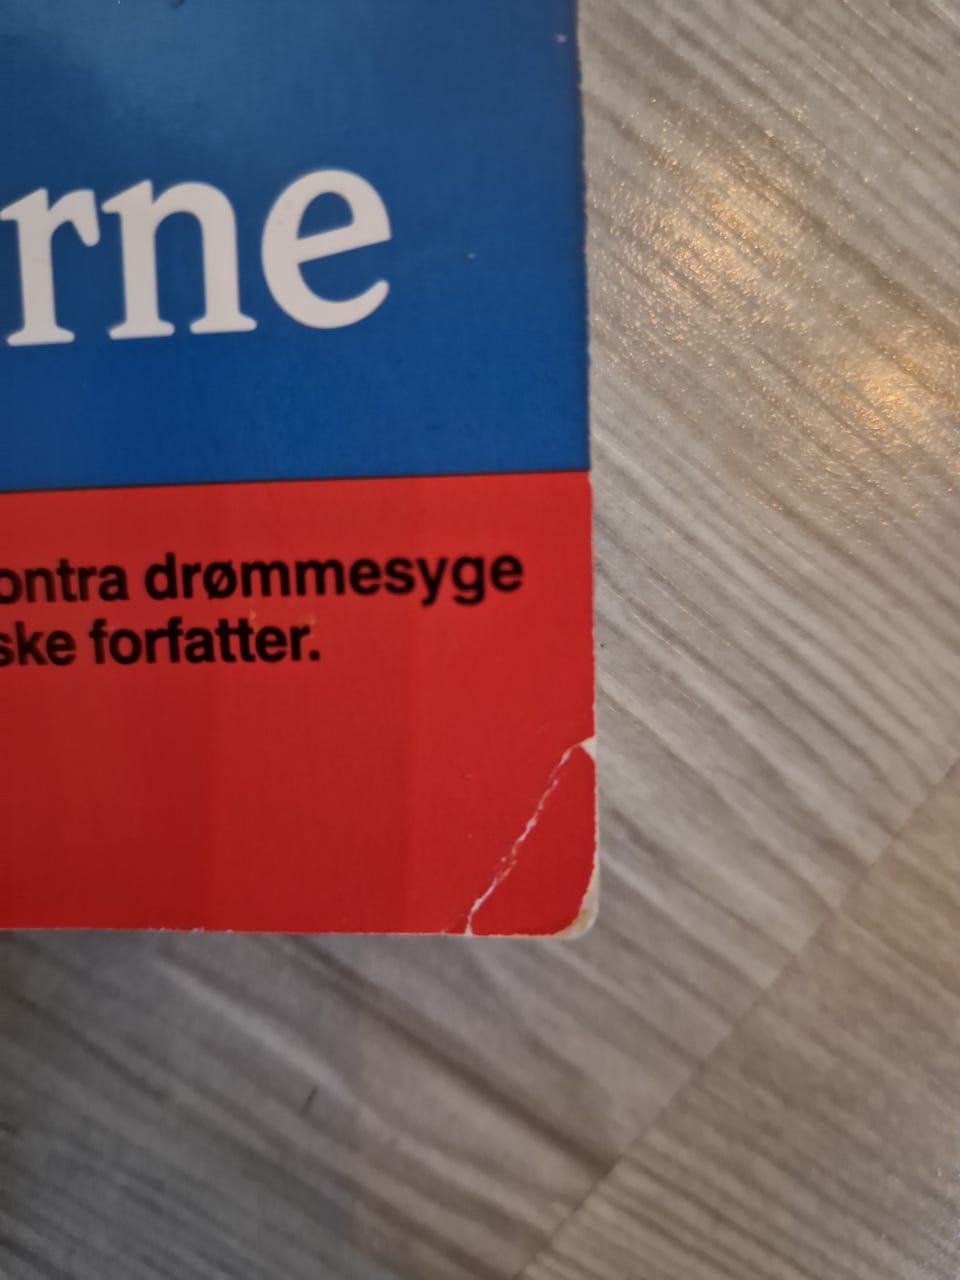 rne
ontra drømmesyge
ske forfatter.